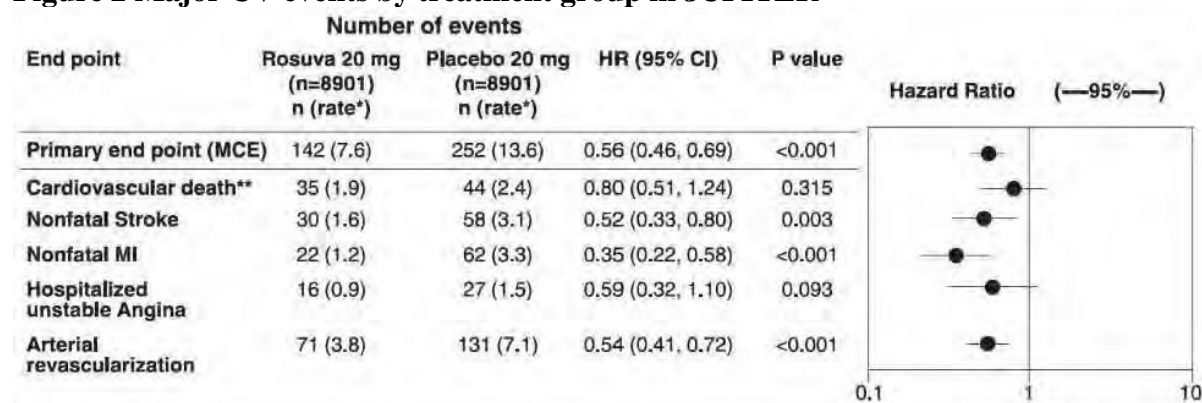 Figure 2 Major CV events by treatment group in JUPITER
Number of events
End point Rosuva 20 mg (n=8901) n (rate*) Placebo 20 mg (n=8901) n (rate*) HR (95% CI) P value
Hazard Ratio (—95%—)
Primary end point (MCE) 142 (7.6) 252 (13.6) 0.56 (0.46, 0.69) <0.001
Cardiovascular death** 35 (1.9) 44 (2.4) 0.80 (0.51, 1.24) 0.315
Nonfatal Stroke 30 (1.6) 58 (3.1) 0.52 (0.33, 0.80) 0.003
Nonfatal MI 22 (1.2) 62 (3.3) 0.35 (0.22, 0.58) <0.001
Hospitalized unstable Angina 16 (0.9) 27 (1.5) 0.59 (0.32, 1.10) 0.093
Arterial revascularization 71 (3.8) 131 (7.1) 0.54 (0.41, 0.72) <0.001
0.1 1 10